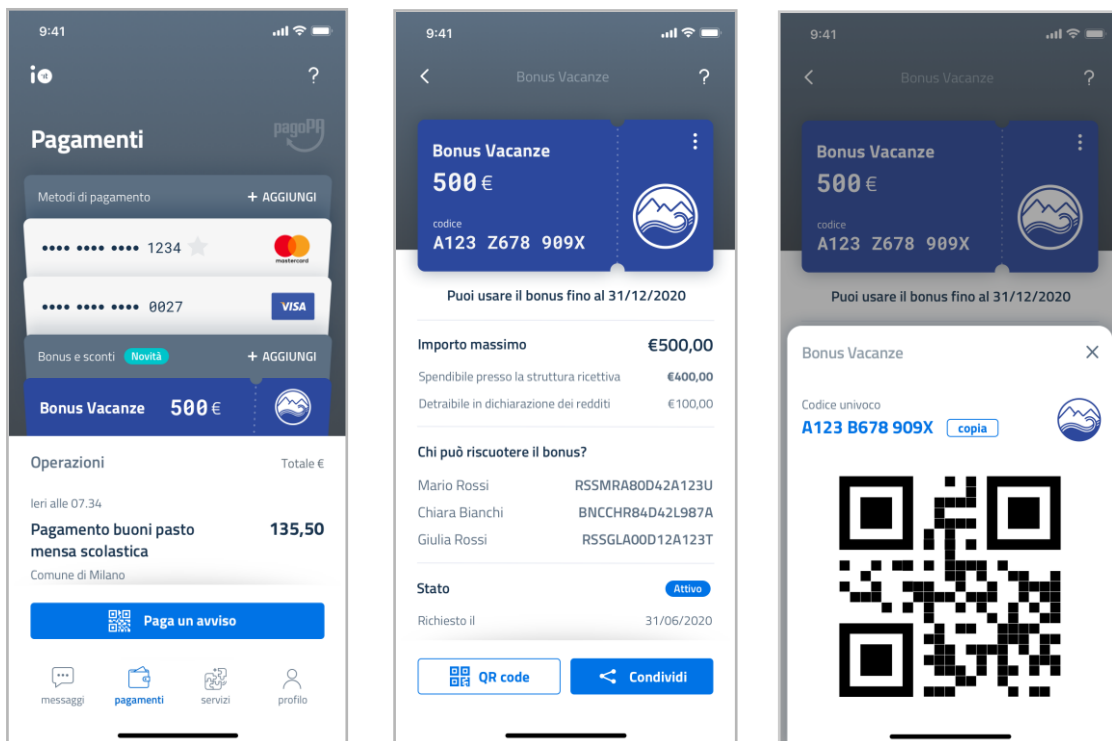 9:41
io
?
Pagamenti
pagoPA
Metodi di pagamento + AGGIUNGI
•••• •••• •••• 1234
mastercard
•••• •••• •••• 0027
VISA
Bonus e sconti Novità + AGGIUNGI
Bonus Vacanze 500 €
Operazioni Totale €
Ieri alle 07.34
Pagamento buoni pasto 135,50
mensa scolastica
Comune di Milano
Paga un avviso
messaggi pagamenti servizi profilo
9:41
Bonus Vacanze ?
Bonus Vacanze
500 €
codice
A123 Z678 909X
Puoi usare il bonus fino al 31/12/2020
Importo massimo €500,00
Spendibile presso la struttura ricettiva €400,00
Detraibile in dichiarazione dei redditi €100,00
Chi può riscuotere il bonus?
Mario Rossi RSSMRA80D42A123U
Chiara Bianchi BNCCHR84D42L987A
Giulia Rossi RSSGLA00D12A123T
Stato Attivo
Richiesto il 31/06/2020
QR code Condividi
9:41
Bonus Vacanze ?
Bonus Vacanze
500 €
codice
A123 Z678 909X
Puoi usare il bonus fino al 31/12/2020
Bonus Vacanze
Codice univoco
A123 B678 909X copia